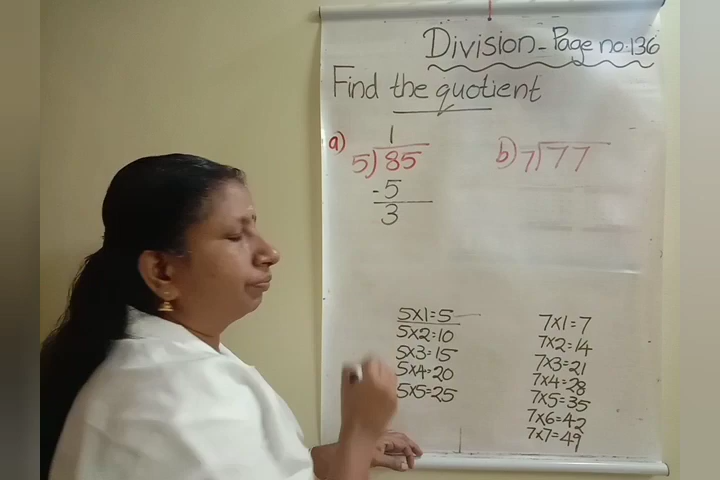 Division - Page no: 136
Find the quotient
1
a) 5)85
-5
3
b) 7)77
5x1=5
5x2=10
5x3=15
5x4=20
5x5=25
7x1=7
7x2=14
7x3=21
7x4=28
7x5=35
7x6=42
7x7=49